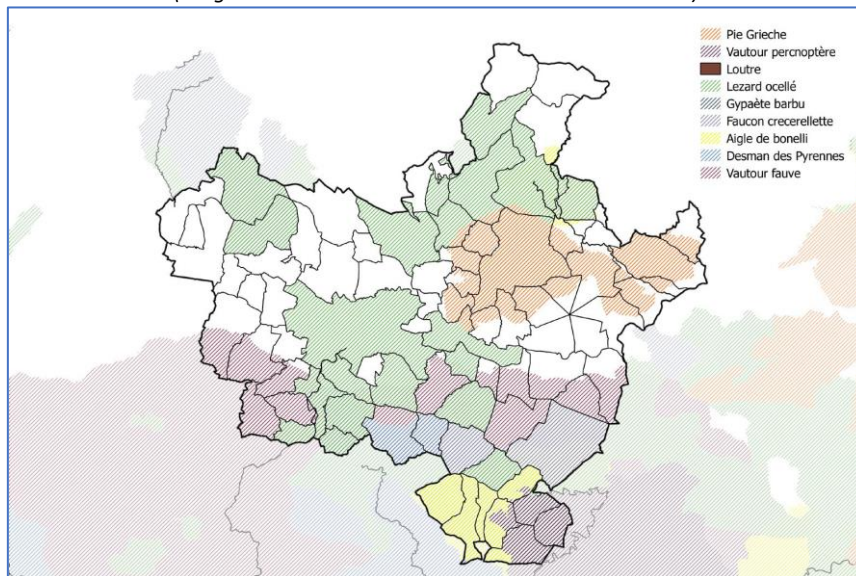 Pie Grieche
Vautour percnoptère
Loutre
Lezard ocellé
Gypaète barbu
Faucon crecerellette
Aigle de bonelli
Desman des Pyrennes
Vautour fauve